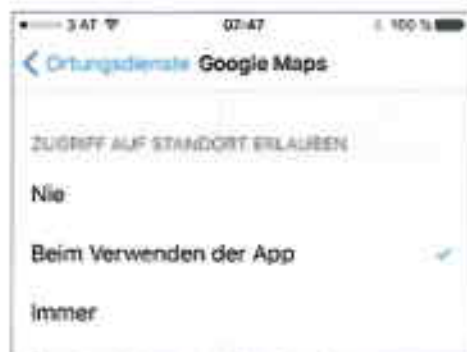 3 AT 07:47 100 %
Ortungsdienste Google Maps
ZUGRIFF AUF STANDORT ERLAUBEN
Nie
Beim Verwenden der App
Immer